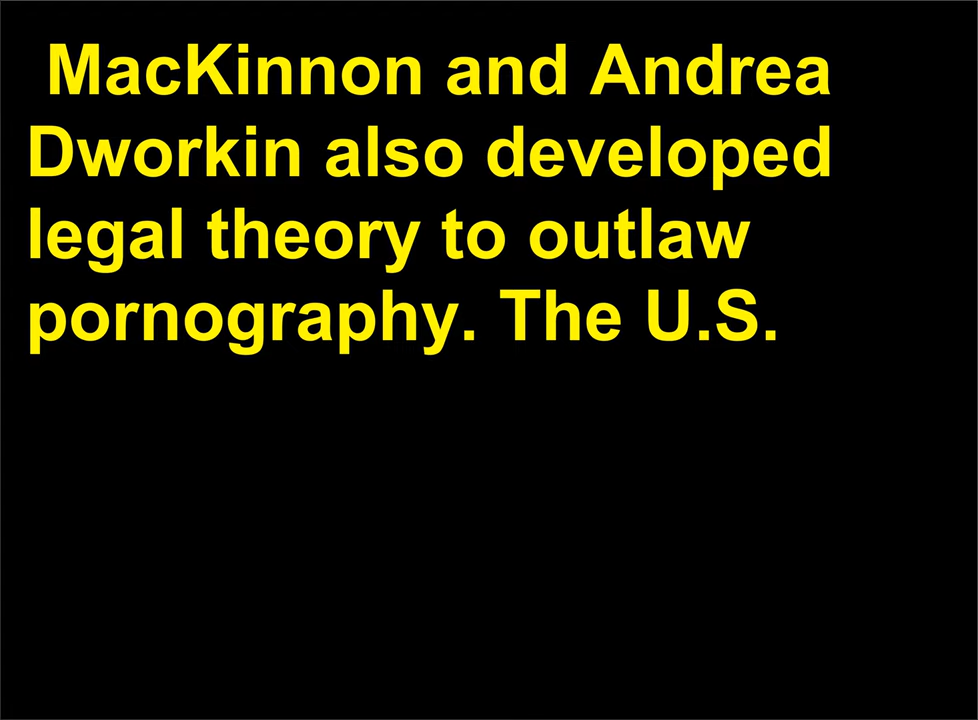 MacKinnon and Andrea
Dworkin also developed
legal theory to outlaw
pornography. The U.S.